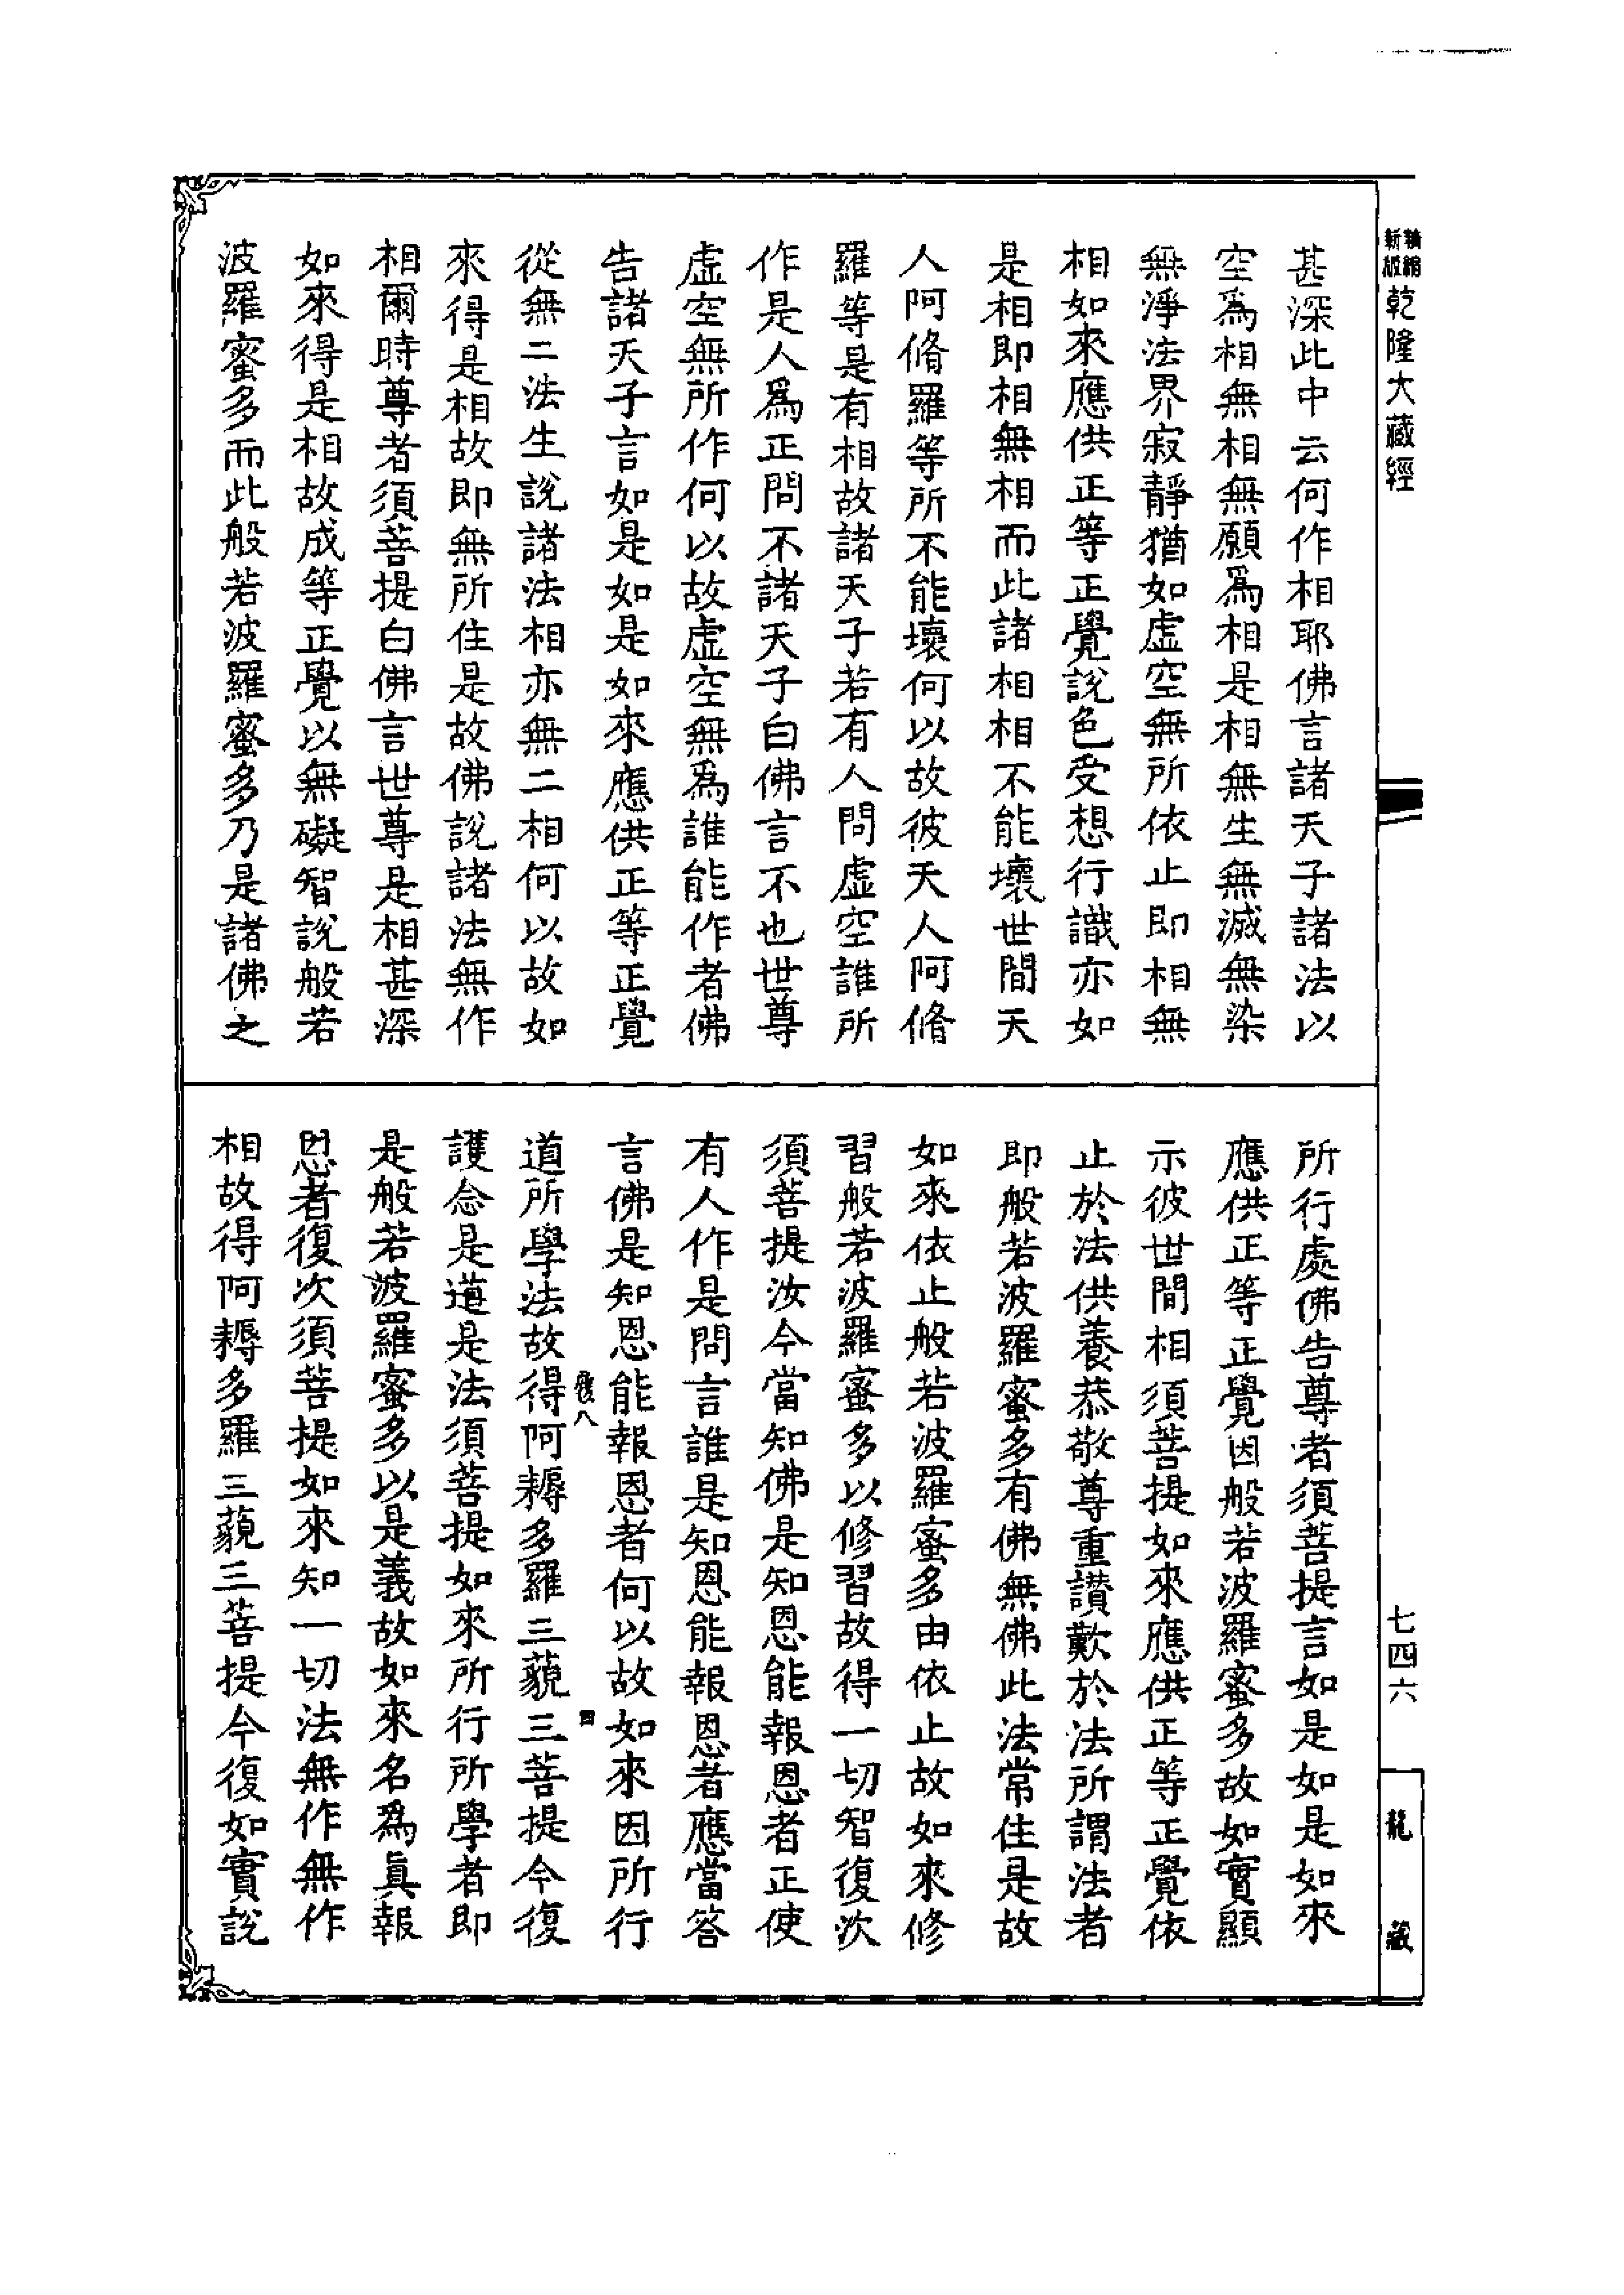 精縮
新版
乾隆大藏經
甚深此中云何作相耶佛言諸天子諸法以
空爲相無相無願爲相是相無生無滅無染
無淨法界寂靜猶如虛空無所依止即相無
相如來應供正等正覺說色受想行識亦如
是相即相無相而此諸相相不能壞世間天
人阿脩羅等所不能壞何以故彼天人阿脩
羅等是有相故諸天子若有人問虛空誰所
作是人爲正問不諸天子白佛言不也世尊
虛空無所作何以故虛空無爲誰能作者佛
告諸天子言如是如是如來應供正等正覺
從無二法生說諸法相亦無二相何以故如
來得是相故即無所住是故佛說諸法無作
相爾時尊者須菩提白佛言世尊是相甚深
如來得是相故成等正覺以無礙智說般若
波羅蜜多而此般若波羅蜜多乃是諸佛之
所行處佛告尊者須菩提言如是如是如來
應供正等正覺因般若波羅蜜多故如實顯
示彼世間相須菩提如來應供正等正覺依
止於法供養恭敬尊重讚歎於法所謂法者
即般若波羅蜜多有佛無佛此法常住是故
如來依止般若波羅蜜多由依止故如來修
習般若波羅蜜多以修習故得一切智復次
須菩提汝今當知佛是知恩能報恩者正使
有人作是問言誰是知恩能報恩者應當答
言佛是知恩能報恩者何以故如來因所行
道所學法故得阿耨多羅三藐三菩提今復
護念是道是法須菩提如來所行所學者即
是般若波羅蜜多以是義故如來名爲眞報
恩者復次須菩提如來知一切法無作無作
相故得阿耨多羅三藐三菩提今復如實說
八
四
七四六
龍藏